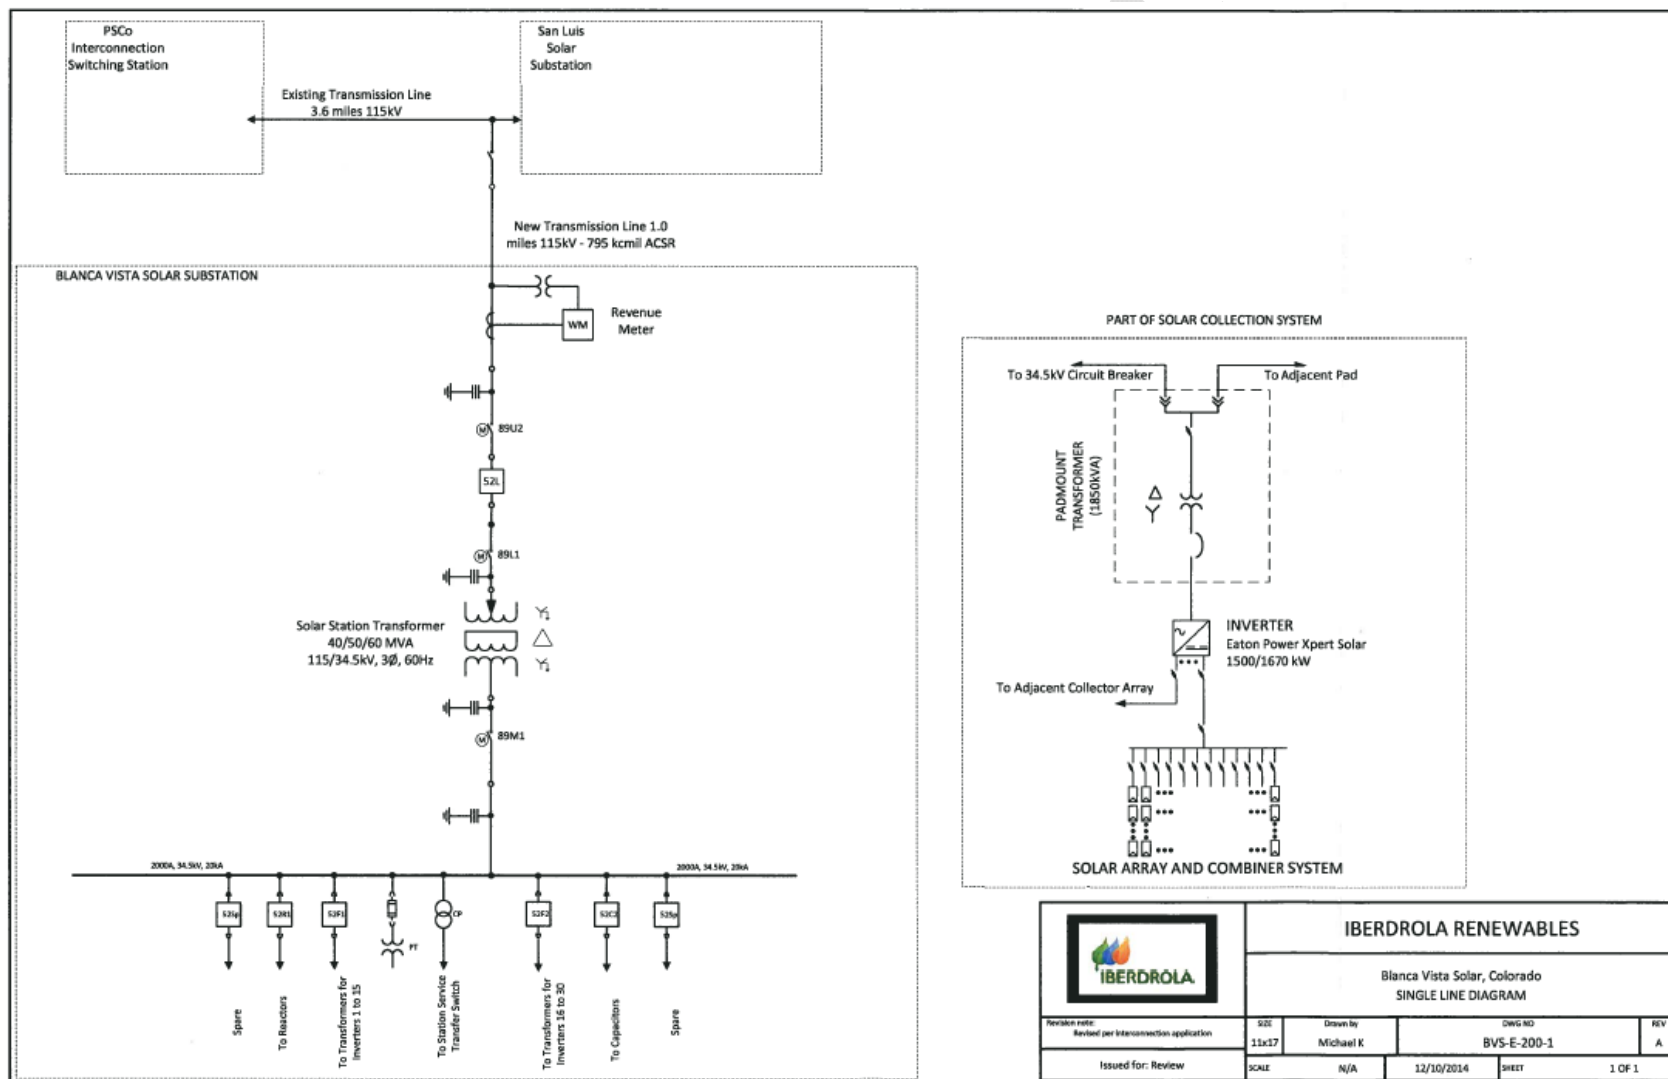 PSCo
Interconnection
Switching Station
San Luis
Solar
Substation
Existing Transmission Line
3.6 miles 115kV
New Transmission Line 1.0
miles 115kV - 795 kcmil ACSR
BLANCA VISTA SOLAR SUBSTATION
WM
Revenue
Meter
M
89U2
52L
M
89L1
Solar Station Transformer
40/50/60 MVA
115/34.5kV, 3Ø, 60Hz
M
89M1
2000A, 34.5kV, 20kA
2000A, 34.5kV, 20kA
52Sp
52R1
52F1
PT
CP
52F2
52C2
52Sp
Spare
To Reactors
To Transformers for
Inverters 1 to 15
To Station Service
Transfer Switch
To Transformers for
Inverters 16 to 30
To Capacitors
Spare
PART OF SOLAR COLLECTION SYSTEM
To 34.5kV Circuit Breaker
To Adjacent Pad
PADMOUNT
TRANSFORMER
(1850kVA)
INVERTER
Eaton Power Xpert Solar
1500/1670 kW
To Adjacent Collector Array
SOLAR ARRAY AND COMBINER SYSTEM
IBERDROLA
IBERDROLA RENEWABLES
Blanca Vista Solar, Colorado
SINGLE LINE DIAGRAM
Revision note:
Revised per interconnection application
SIZE
11x17
Drawn by
Michael K
DWG NO
BVS-E-200-1
REV
A
Issued for: Review
SCALE
N/A
12/10/2014
SHEET
1 OF 1